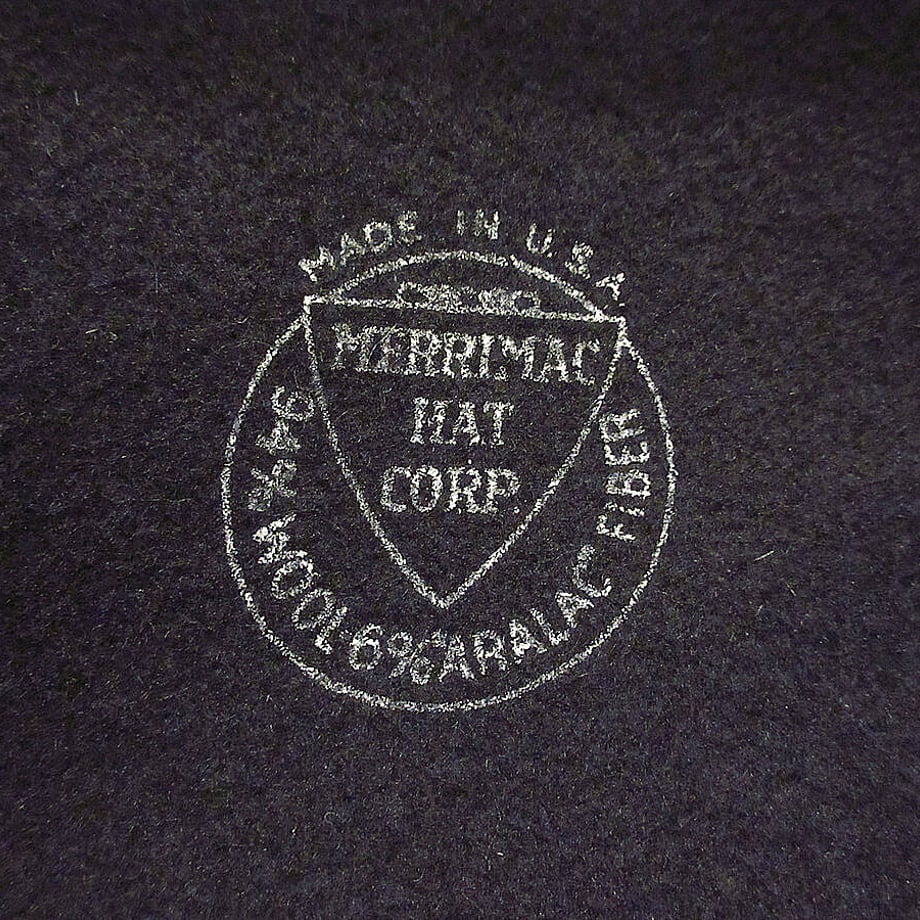 MADE IN U.S.A.
MERRIMAC
HAT
CORP.
94% WOOL-6% "ARALAC" FIBER